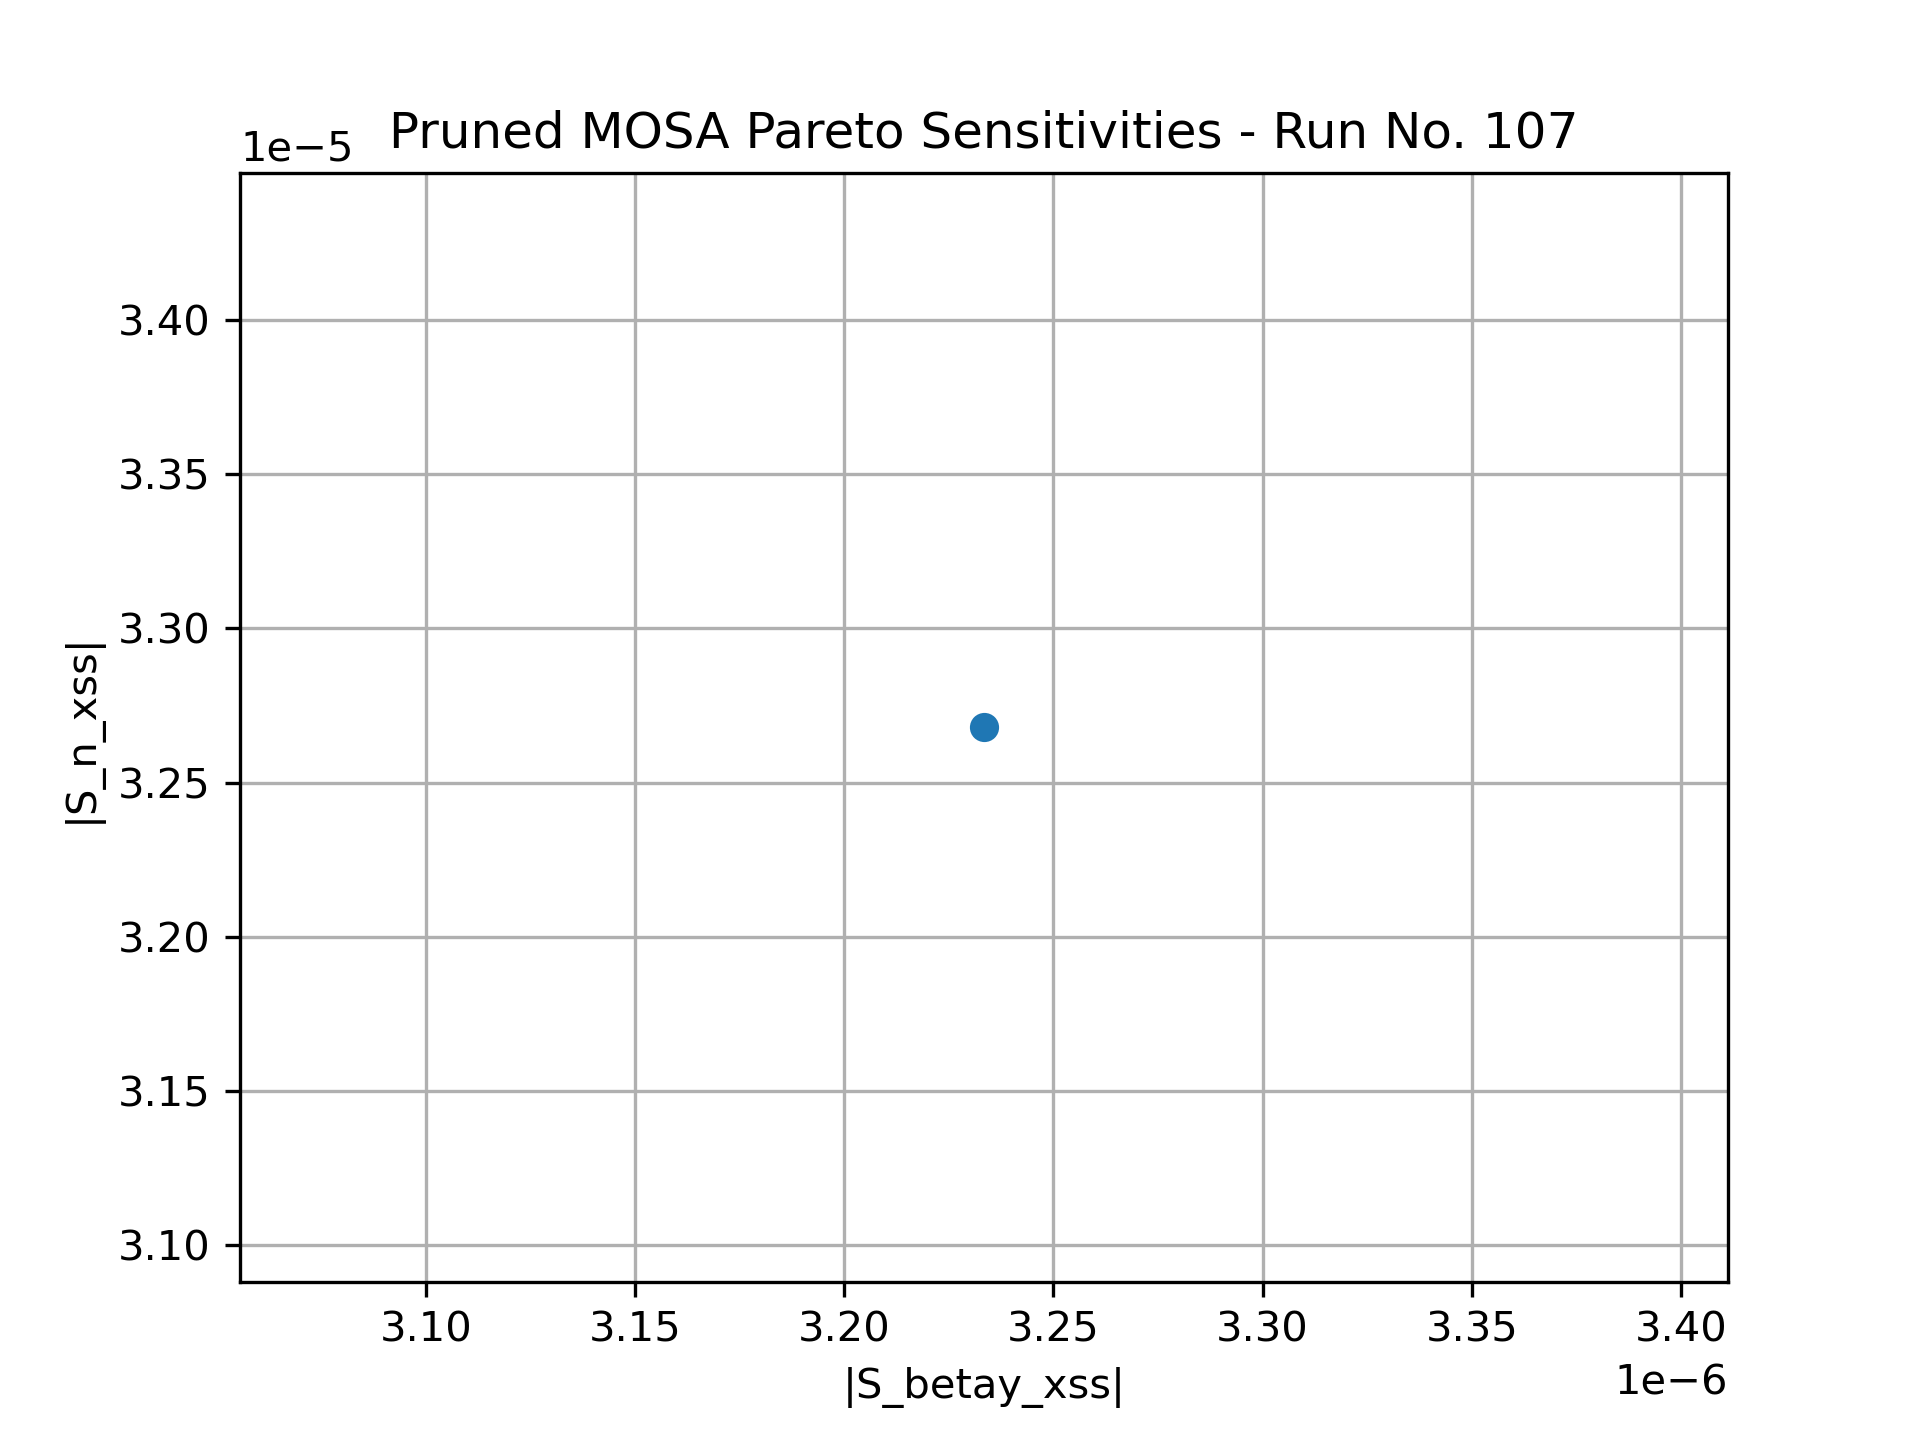 Pruned MOSA Pareto Sensitivities - Run No. 107
1e−5
3.40
3.35
3.30
3.25
3.20
3.15
3.10
|S_n_xss|
3.10 3.15 3.20 3.25 3.30 3.35 3.40
1e−6
|S_betay_xss|